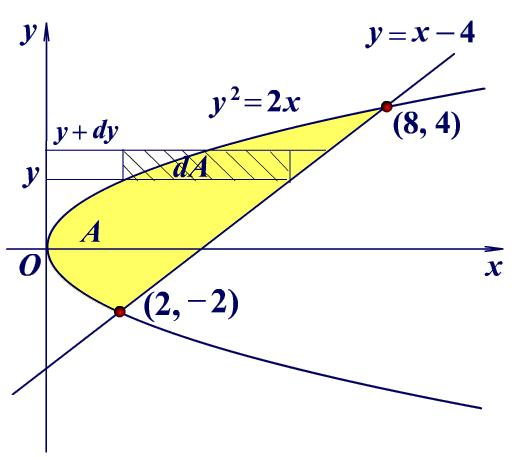 y
y = x − 4
y² = 2x
y + dy
(8, 4)
dA
y
A
O
x
(2, −2)